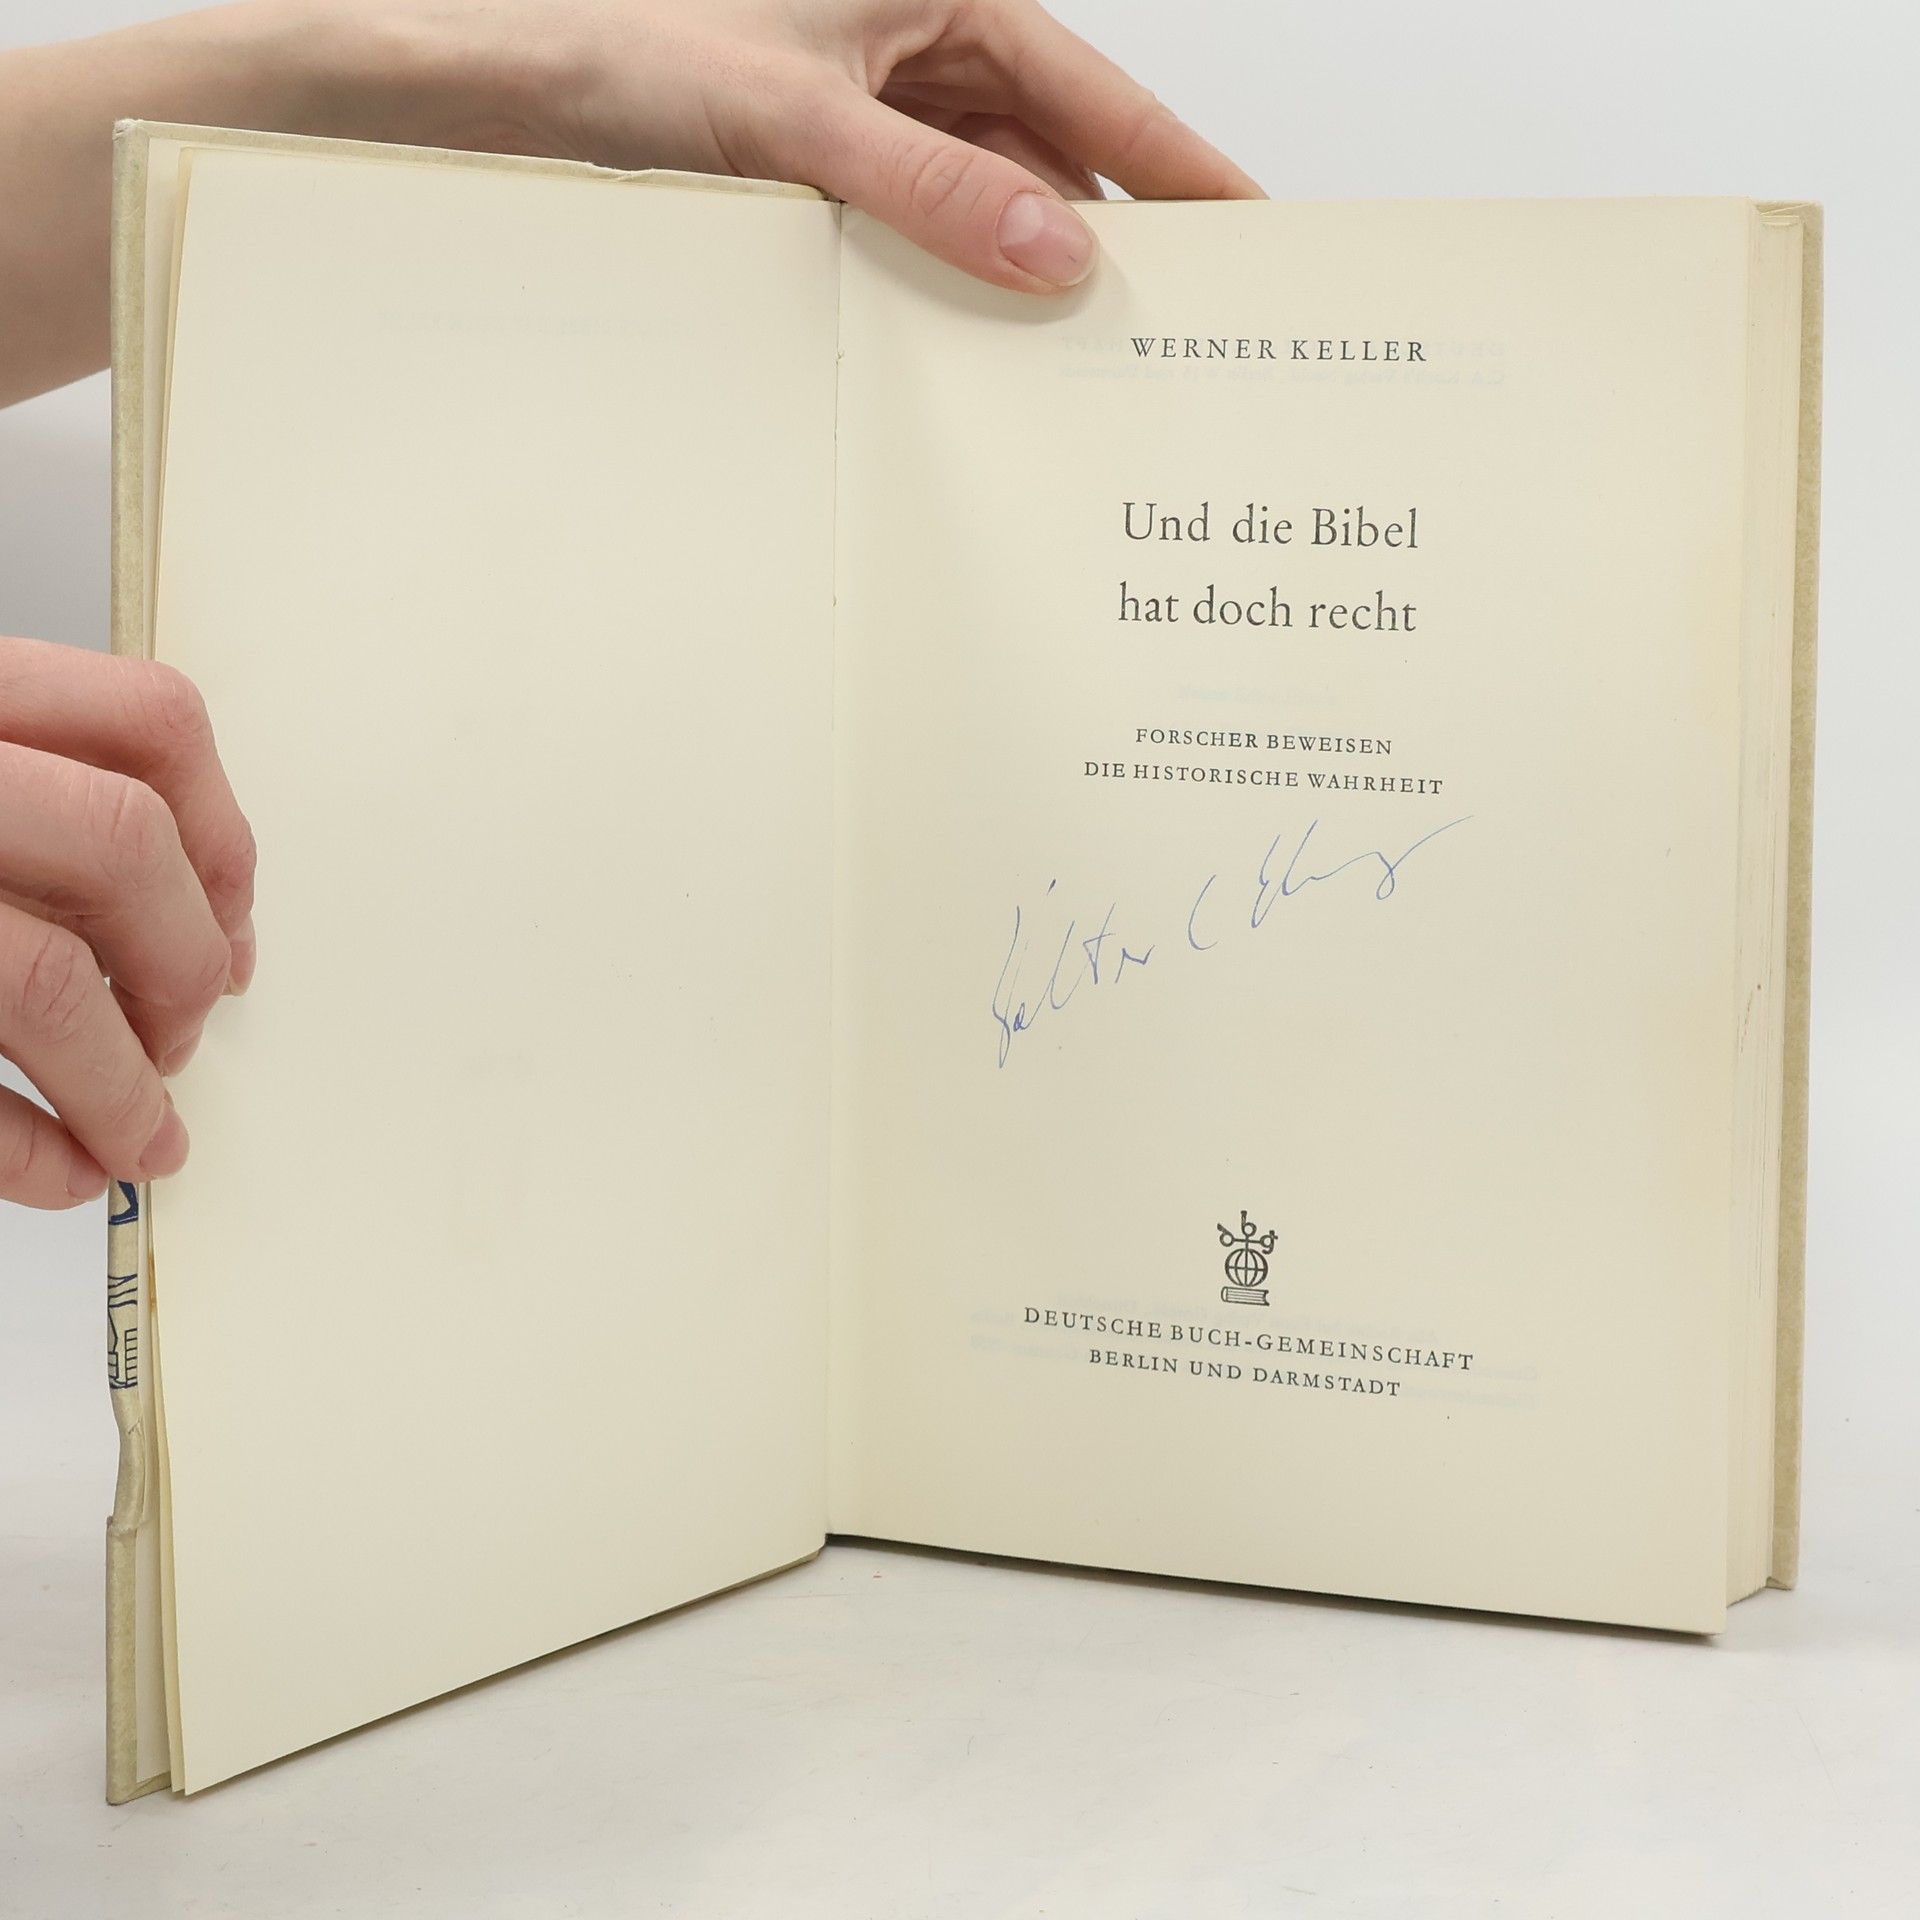 WERNER KELLER
Und die Bibel
hat doch recht
FORSCHER BEWEISEN
DIE HISTORISCHE WAHRHEIT
dbg
DEUTSCHE BUCH-GEMEINSCHAFT
BERLIN UND DARMSTADT